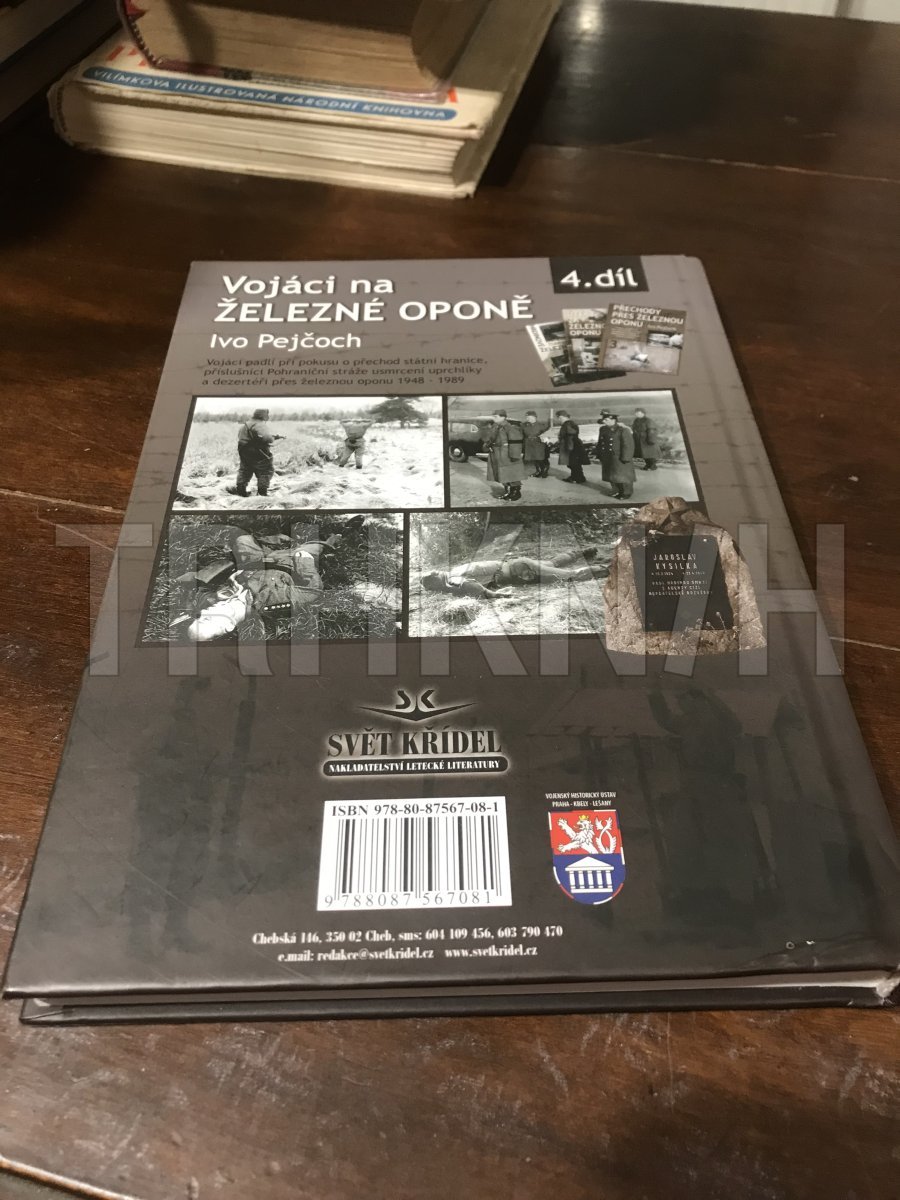 VILÍMKOVA ILUSTROVANÁ NÁRODNÍ KNIHOVNA
Vojáci na
ŽELEZNÉ OPONĚ
4.díl
Ivo Pejčoch
Vojáci padlí při pokusu o přechod státní hranice,
příslušníci Pohraniční stráže usmrcení uprchlíky
a dezertéři přes železnou oponu 1948 - 1989
PŘECHODY
PŘES ŽELEZNOU
OPONU
JAROSLAV
KYSILKA
SVĚT KŘÍDEL
NAKLADATELSTVÍ LETECKÉ LITERATURY
ISBN 978-80-87567-08-1
9 788087 567081
VOJENSKÝ HISTORICKÝ ÚSTAV
PRAHA - KBELY - LEŠANY
Chebská 146, 350 02 Cheb, sms: 604 109 456, 603 790 470
e.mail: redakce@svetkridel.cz www.svetkridel.cz
TRHKNIH